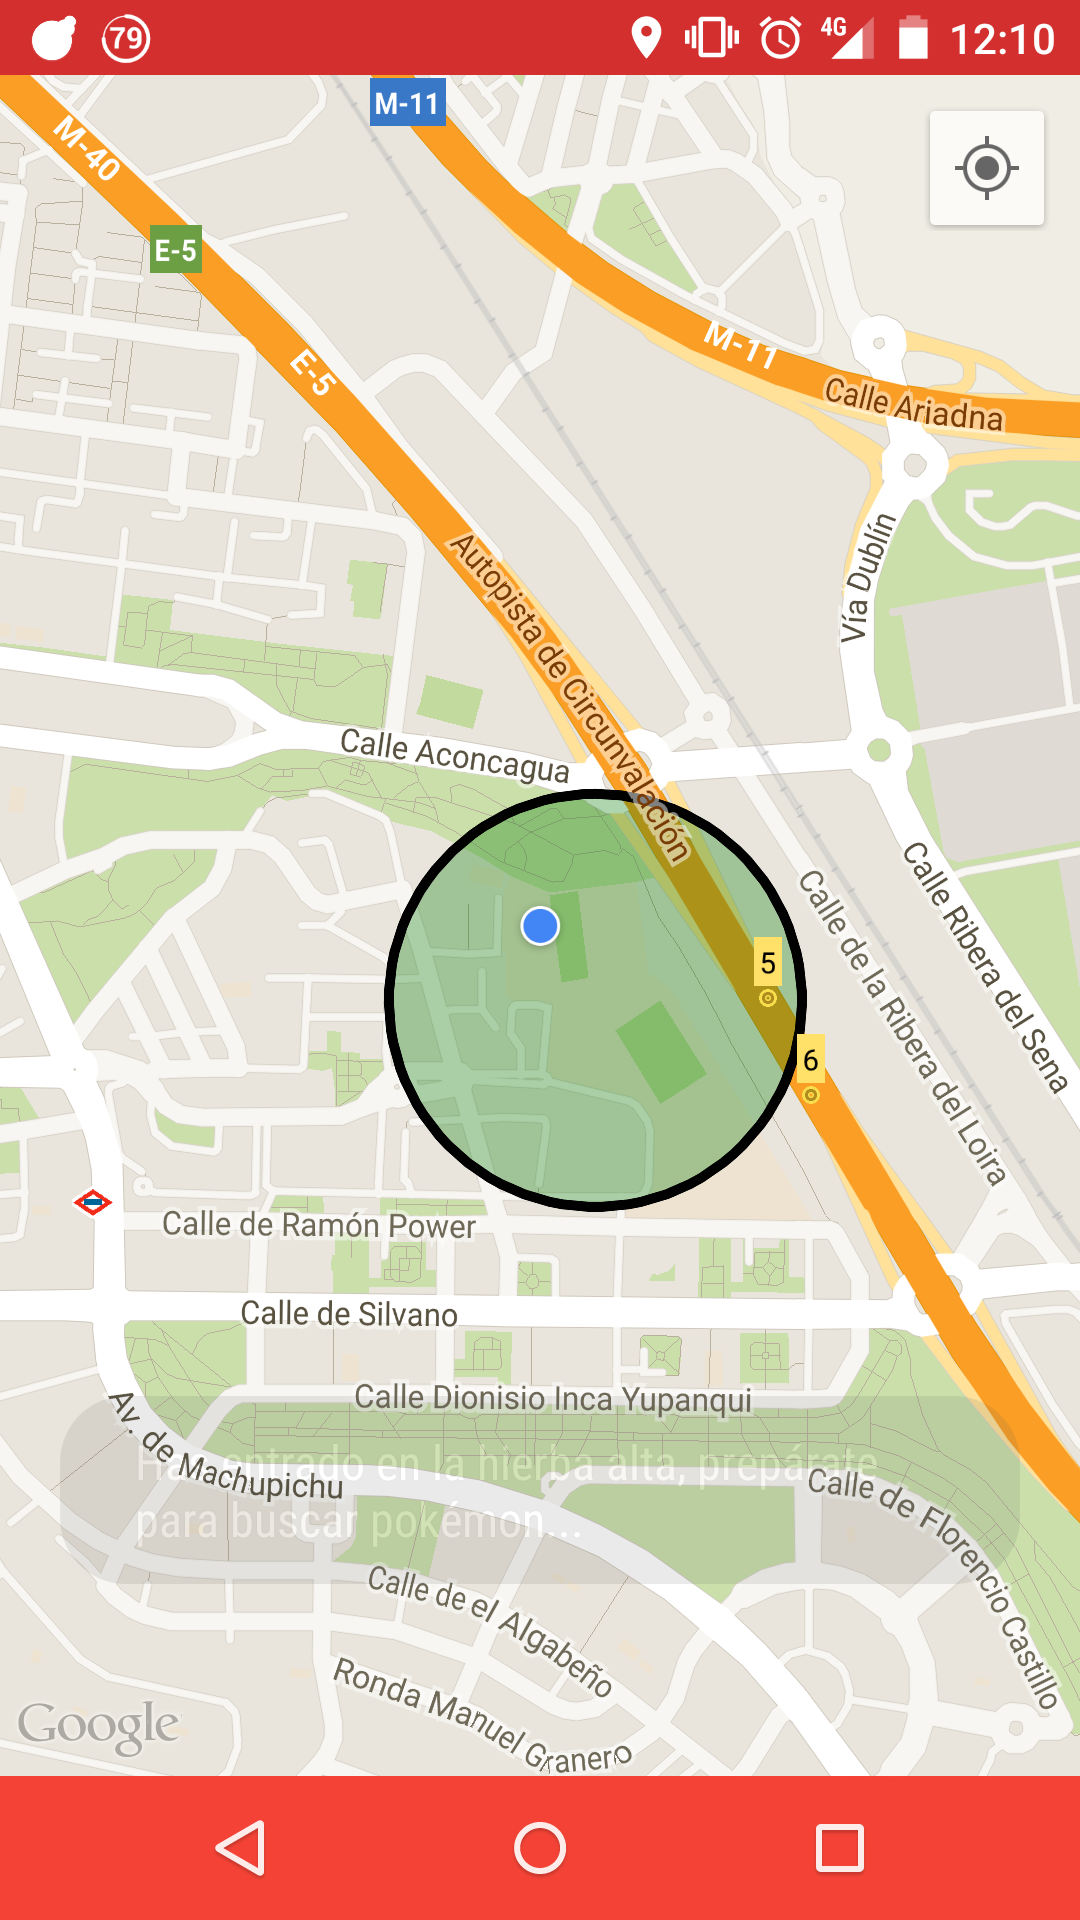 79
4G
12:10
M-11
M-40
E-5
E-5
M-11
Calle Ariadna
Autopista de Circunvalación
Vía Dublín
Calle Aconcagua
Calle Ribera del Sena
Calle de la Ribera del Loira
5
6
Calle de Ramón Power
Calle de Silvano
Calle Dionisio Inca Yupanqui
Av. de Machupichu
Has entrado en la hierba alta, prepárate
para buscar pokémon...
Calle de Florencio Castillo
Calle de el Algabeño
Ronda Manuel Granero
Google